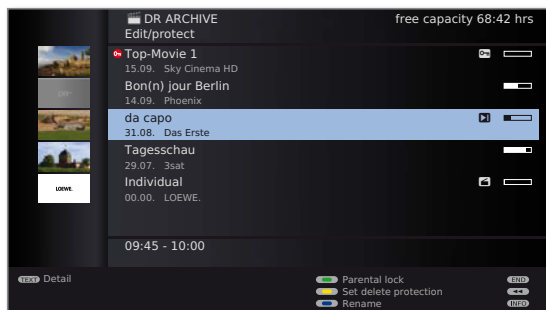 DR ARCHIVE free capacity 68:42 hrs
Edit/protect
Top-Movie 1
15.09. Sky Cinema HD
Bon(n) jour Berlin
14.09. Phoenix
da capo
31.08. Das Erste
Tagesschau
29.07. 3sat
Individual
00.00. LOEWE.
LOEWE.
09:45 - 10:00
TEXT Detail
Parental lock END
Set delete protection
Rename INFO